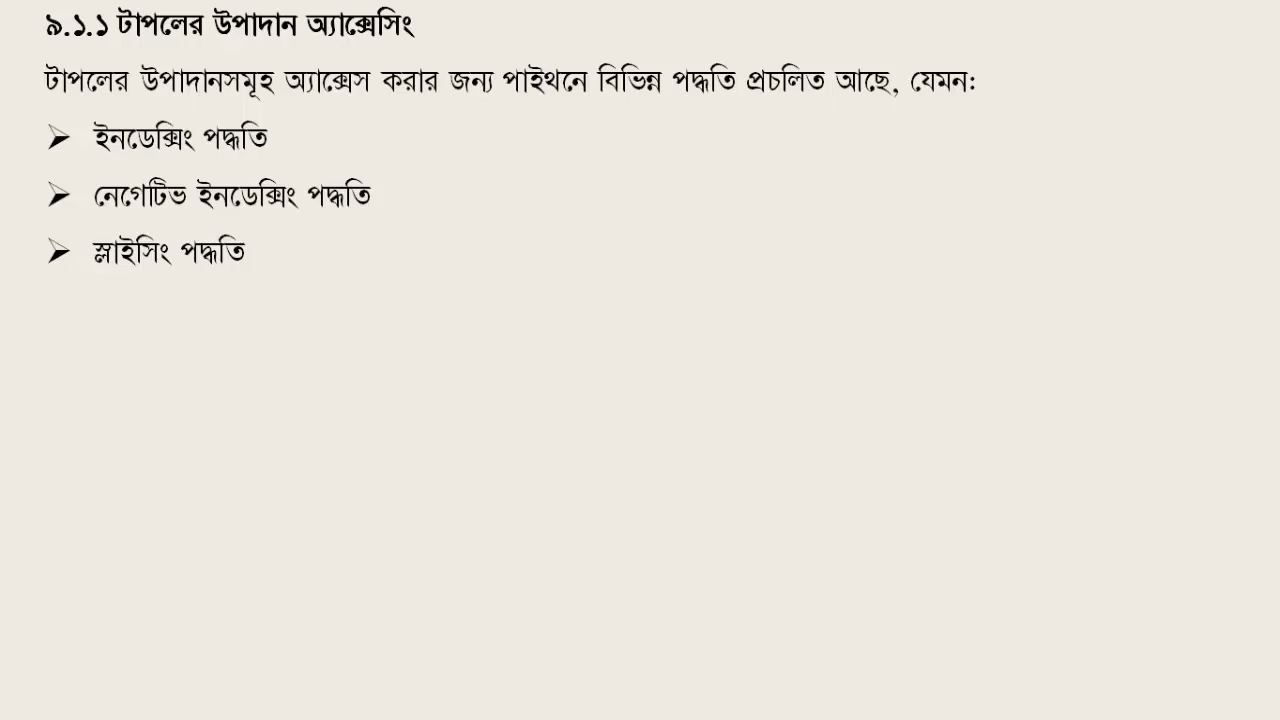 ৯.১.১ টাপলের উপাদান অ্যাক্সেসিং
টাপলের উপাদানসমূহ অ্যাক্সেস করার জন্য পাইথনে বিভিন্ন পদ্ধতি প্রচলিত আছে, যেমন:
➢ ইনডেক্সিং পদ্ধতি
➢ নেগেটিভ ইনডেক্সিং পদ্ধতি
➢ স্লাইসিং পদ্ধতি